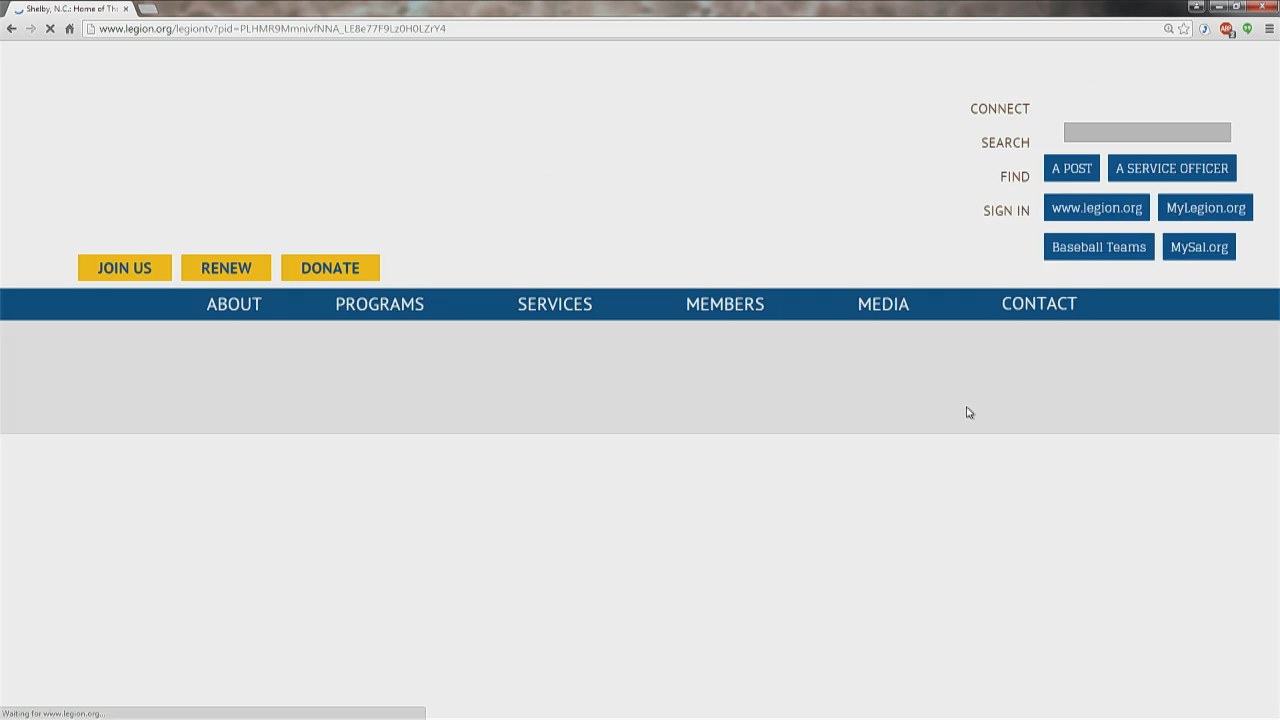 Shelby, N.C.: Home of Thi
www.legion.org/legiontv?pid=PLHMR9MmnivfNNA_LE8e77F9Lz0H0LZrY4
CONNECT
SEARCH
FIND A POST A SERVICE OFFICER
SIGN IN www.legion.org MyLegion.org
Baseball Teams MySal.org
JOIN US RENEW DONATE
ABOUT PROGRAMS SERVICES MEMBERS MEDIA CONTACT
Waiting for www.legion.org...